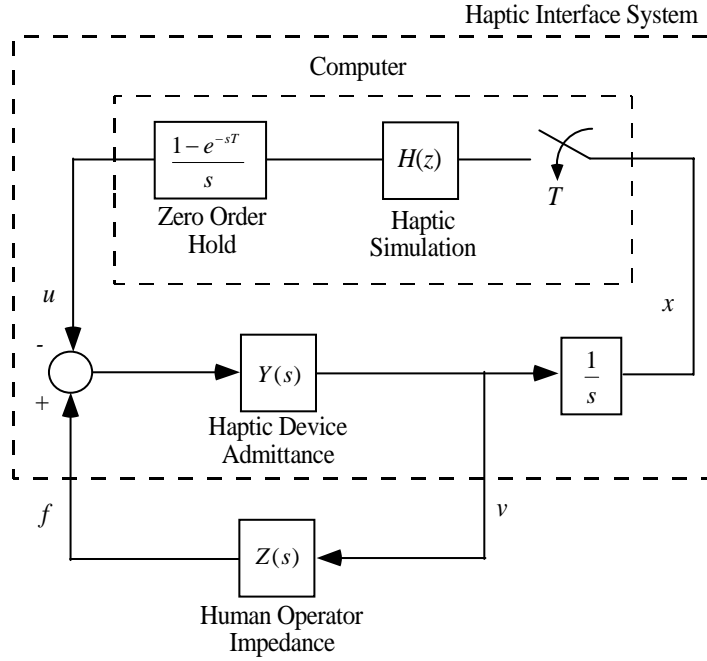 Haptic Interface System
Computer
1 − e^{−sT}
s
H(z)
T
Zero Order
Hold
Haptic
Simulation
u
x
-
+
Y(s)
1
s
Haptic Device
Admittance
f
v
Z(s)
Human Operator
Impedance